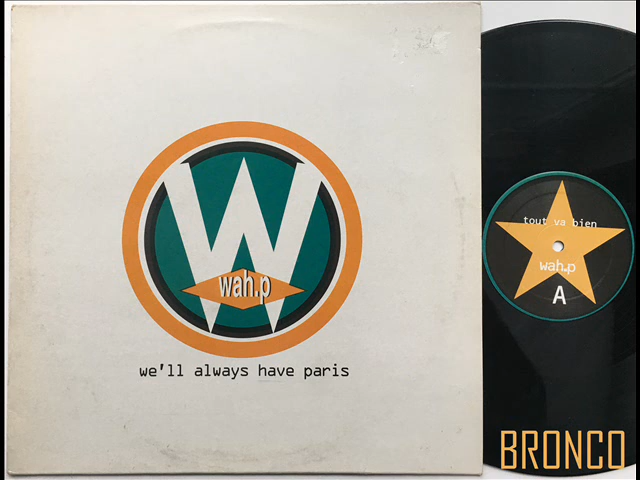 W
wah.p
we'll always have paris
tout va bien
wah.p
A
BRONCO